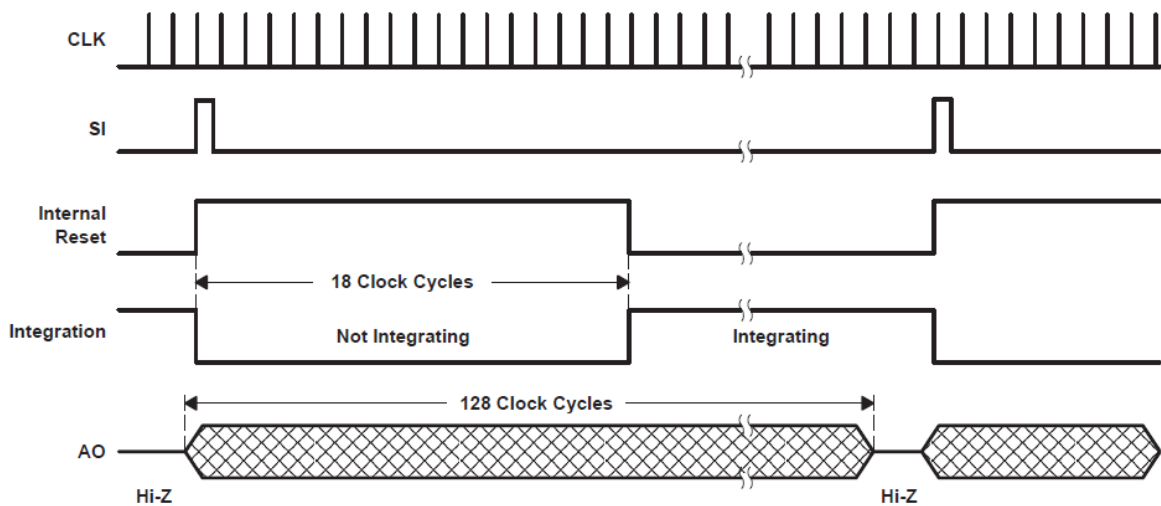 CLK
SI
Internal
Reset
18 Clock Cycles
Integration
Not Integrating
Integrating
128 Clock Cycles
AO
Hi-Z
Hi-Z